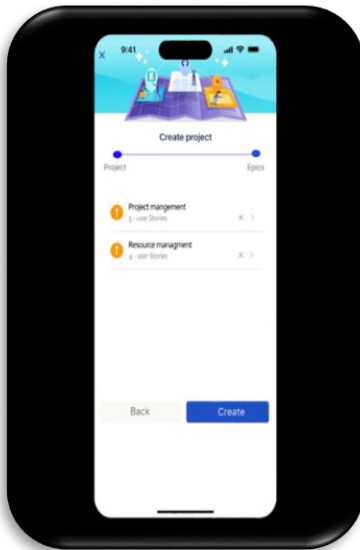 9:41
Create project
Project Epics
Project mangement
5 - user Stories
Resource managment
4 - user Stories
Back Create